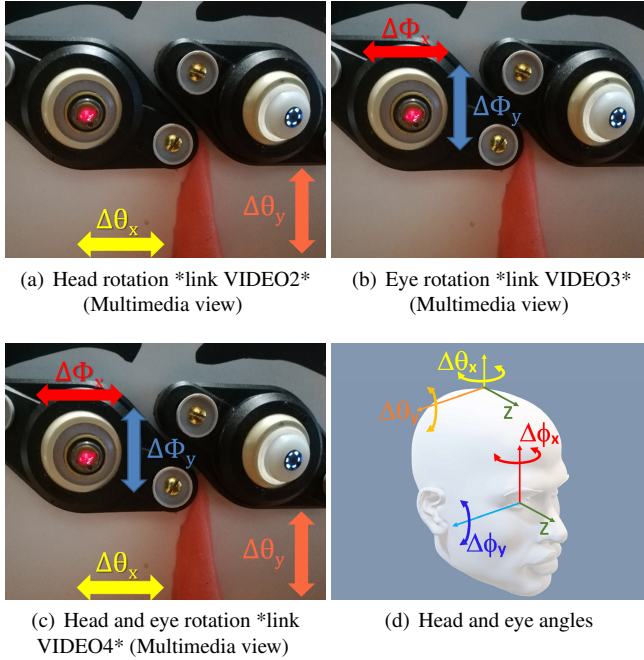 ΔΦx
ΔΦy
Δθx
Δθy
(a) Head rotation *link VIDEO2*
(Multimedia view)
(b) Eye rotation *link VIDEO3*
(Multimedia view)
ΔΦx
ΔΦy
Δθx
Δθy
Δθx
Δθy
z
Δϕx
z
Δϕy
(c) Head and eye rotation *link
VIDEO4* (Multimedia view)
(d) Head and eye angles